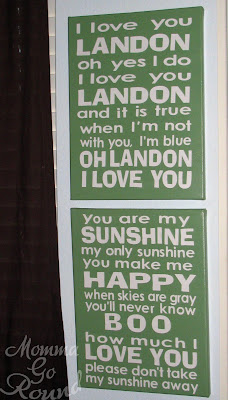 I love you
LANDON
oh yes I do
I love you
LANDON
and it is true
when I'm not
with you, I'm blue
OH LANDON
I LOVE YOU
you are my
SUNSHINE
my only sunshine
you make me
HAPPY
when skies are gray
you'll never know
BOO
how much I
LOVE YOU
please don't take
my sunshine away
Momma
Go
Round